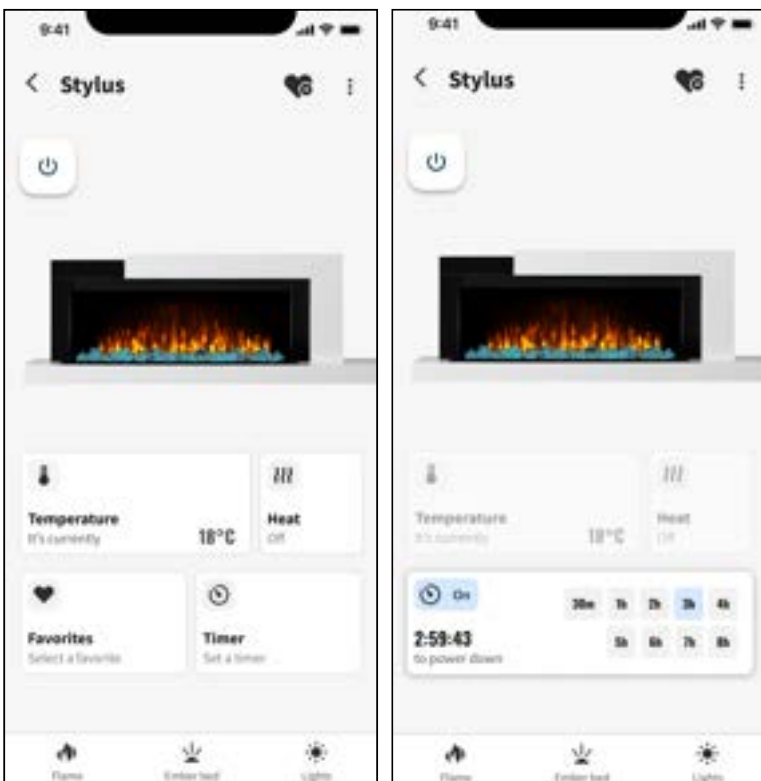 9:41
Stylus
Temperature
It's currently
18°C
Heat
Off
Favorites
Select a favorite
Timer
Set a timer
Flame
Ember bed
Lights
9:41
Stylus
Temperature
It's currently
18°C
Heat
Off
On
30m 1h 2h 3h 4h
2:59:43
to power down
5h 6h 7h 8h
Flame
Ember bed
Lights